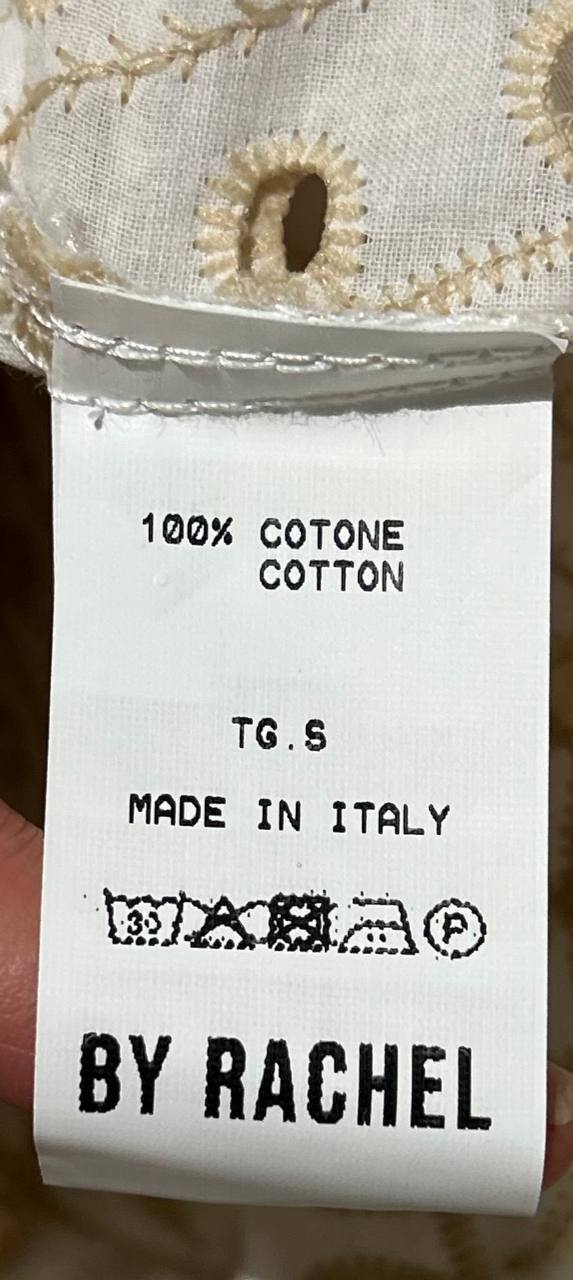 100% COTONE
COTTON
TG.S
MADE IN ITALY
30 P
BY RACHEL